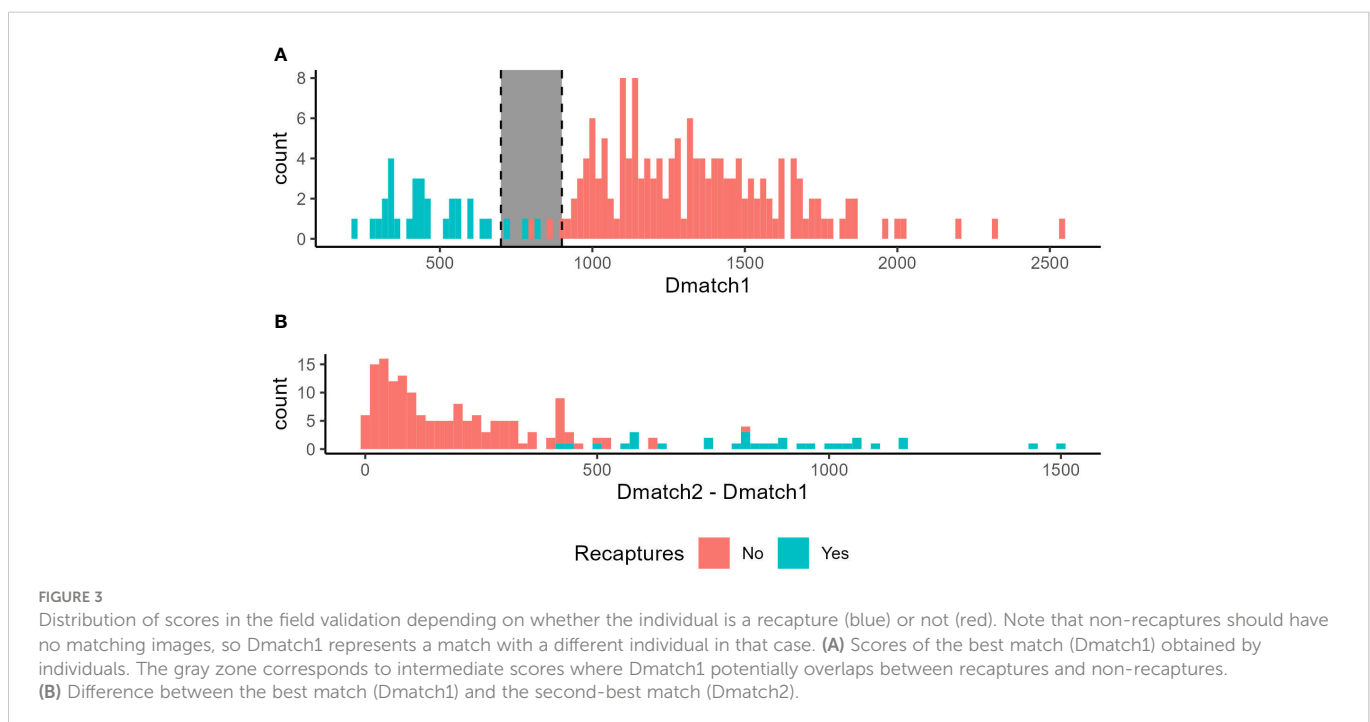 A
8
6
4
2
0
count
500
1000
1500
2000
2500
Dmatch1
B
15
10
5
0
count
0
500
1000
1500
Dmatch2 - Dmatch1
Recaptures No Yes
FIGURE 3
Distribution of scores in the field validation depending on whether the individual is a recapture (blue) or not (red). Note that non-recaptures should have
no matching images, so Dmatch1 represents a match with a different individual in that case. (A) Scores of the best match (Dmatch1) obtained by
individuals. The gray zone corresponds to intermediate scores where Dmatch1 potentially overlaps between recaptures and non-recaptures.
(B) Difference between the best match (Dmatch1) and the second-best match (Dmatch2).